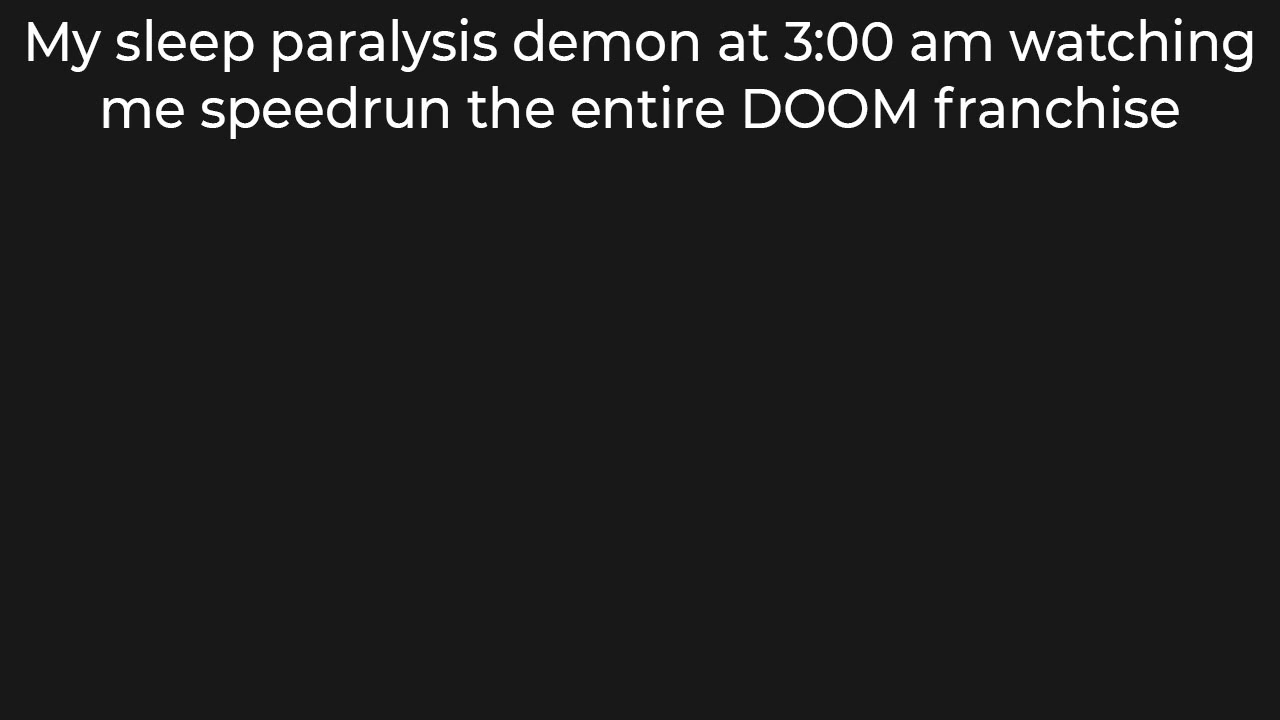 My sleep paralysis demon at 3:00 am watching
me speedrun the entire DOOM franchise